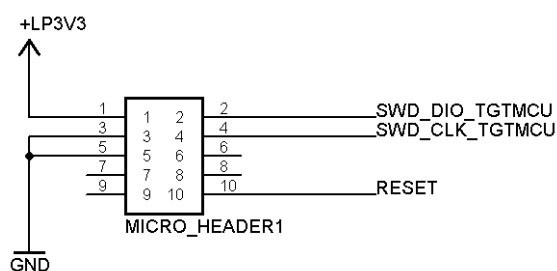 +LP3V3
1 1 2 2 SWD_DIO_TGTMCU
3 3 4 4 SWD_CLK_TGTMCU
5 5 6 6
7 7 8 8
9 9 10 10 RESET
MICRO_HEADER1
GND